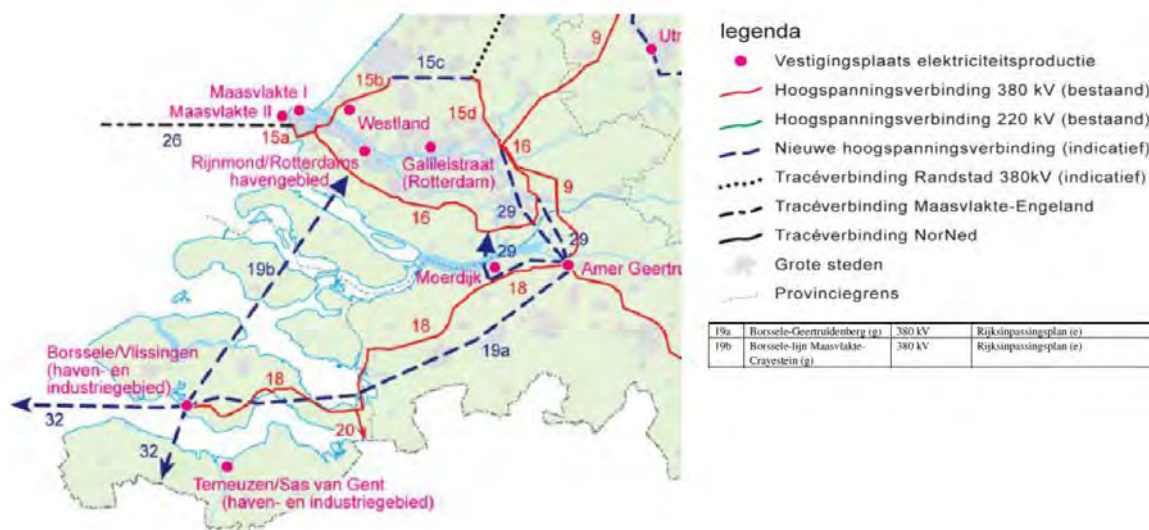 9
Utr
15c
15b
Maasvlakte I
Maasvlakte II
15d
Westland
15a
26
16
Rijnmond/Rotterdams
havengebied
Galileistraat
(Rotterdam)
9
16
29
29
29
19b
Moerdijk
18
Amer Geertru
18
19a
Borssele/Vlissingen
(haven- en
industriegebied)
18
32
20
32
Terneuzen/Sas van Gent
(haven- en industriegebied)
legenda
Vestigingsplaats elektriciteitsproductie
Hoogspanningsverbinding 380 kV (bestaand)
Hoogspanningsverbinding 220 kV (bestaand)
Nieuwe hoogspanningsverbinding (indicatief)
Tracéverbinding Randstad 380kV (indicatief)
Tracéverbinding Maasvlakte-Engeland
Tracéverbinding NorNed
Grote steden
Provinciegrens
19a Borssele-Geertruidenberg (g) 380 kV Rijksinpassingsplan (e)
19b Borssele-lijn Maasvlakte- 380 kV Rijksinpassingsplan (e)
Crayestein (g)